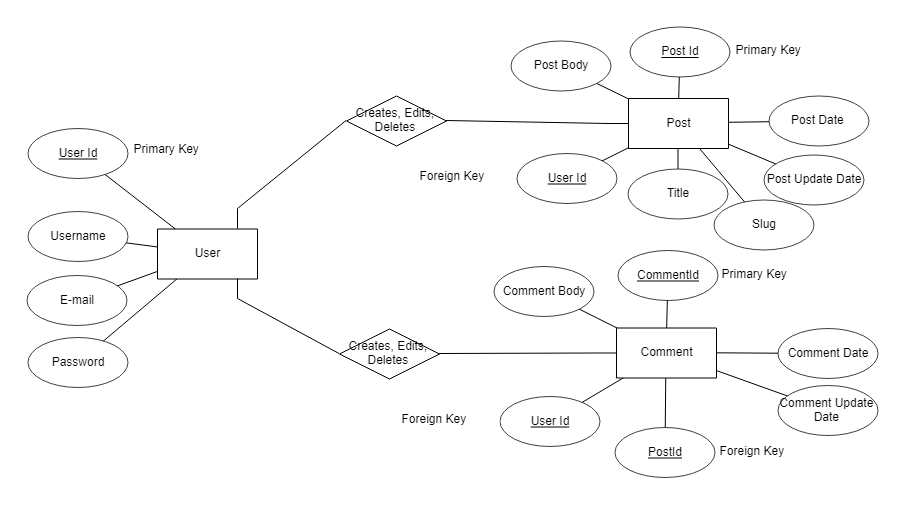 Post Id
Primary Key
Post Body
Creates, Edits,
Deletes
Post
Post Date
User Id
Primary Key
Foreign Key
User Id
Title
Post Update Date
Slug
Username
User
E-mail
Password
CommentId
Primary Key
Comment Body
Creates, Edits,
Deletes
Comment
Comment Date
Comment Update
Date
Foreign Key
User Id
PostId
Foreign Key